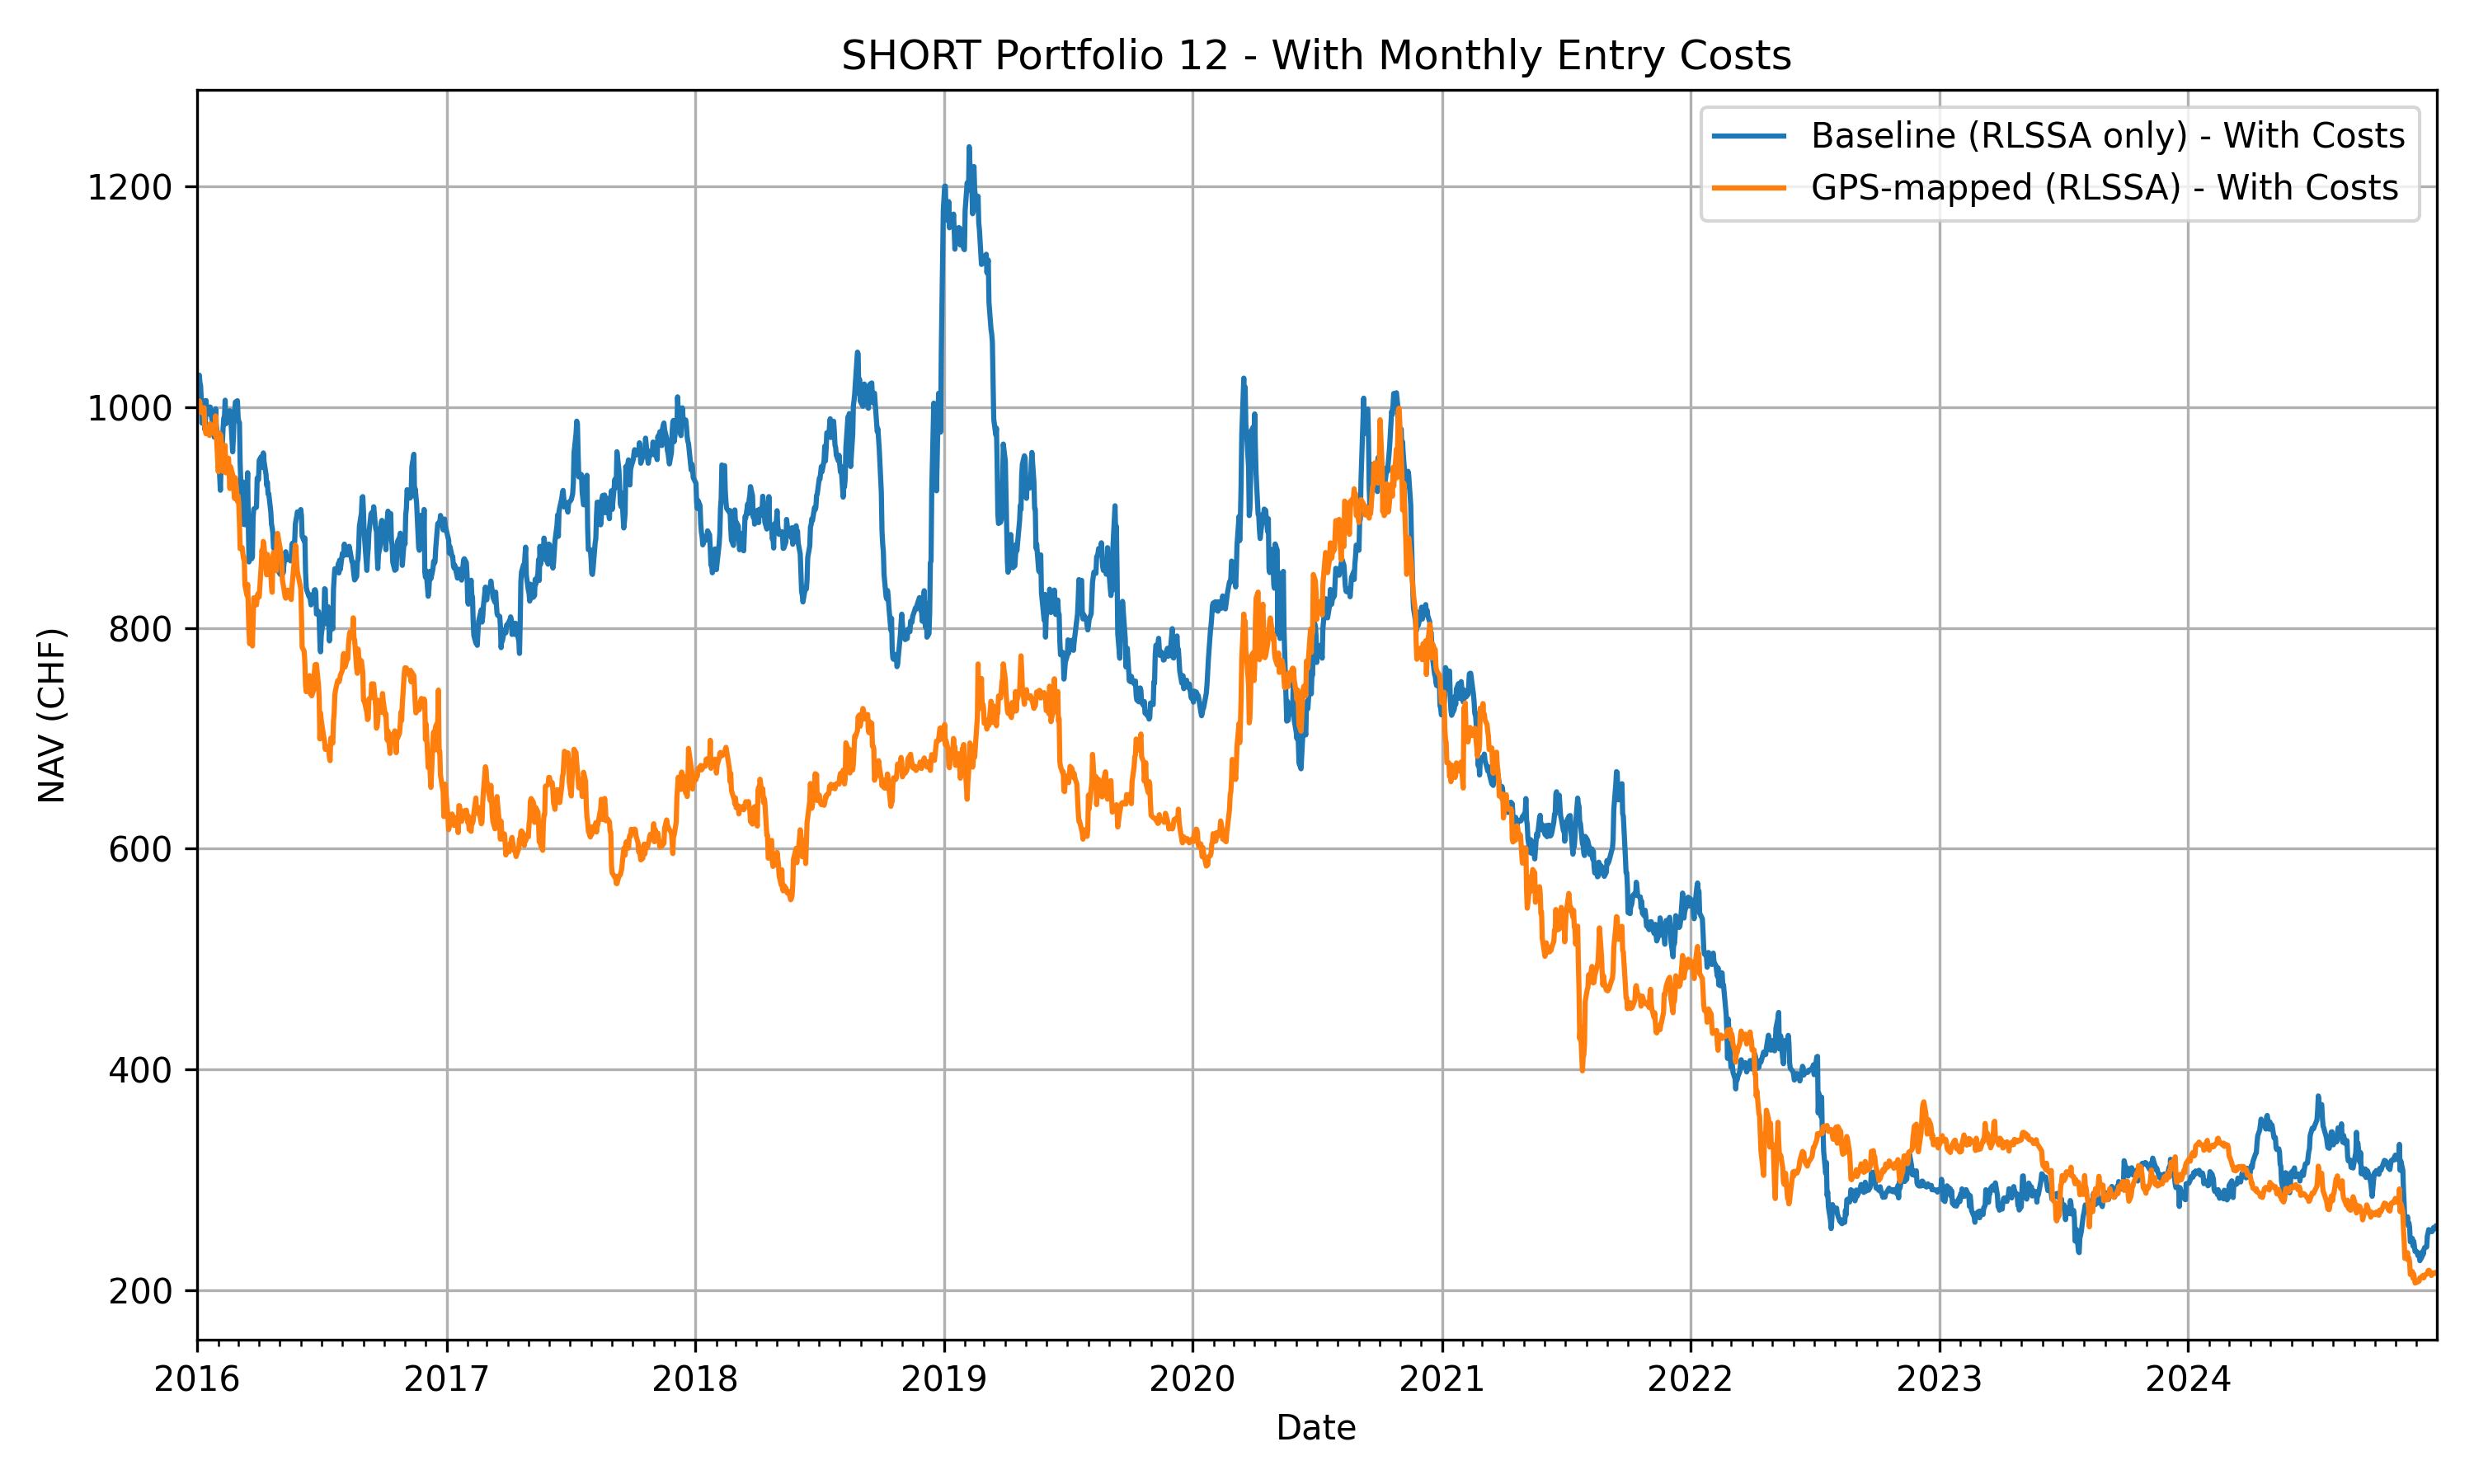 SHORT Portfolio 12 - With Monthly Entry Costs
Baseline (RLSSA only) - With Costs
GPS-mapped (RLSSA) - With Costs
1200
1000
800
600
400
200
NAV (CHF)
2016 2017 2018 2019 2020 2021 2022 2023 2024
Date